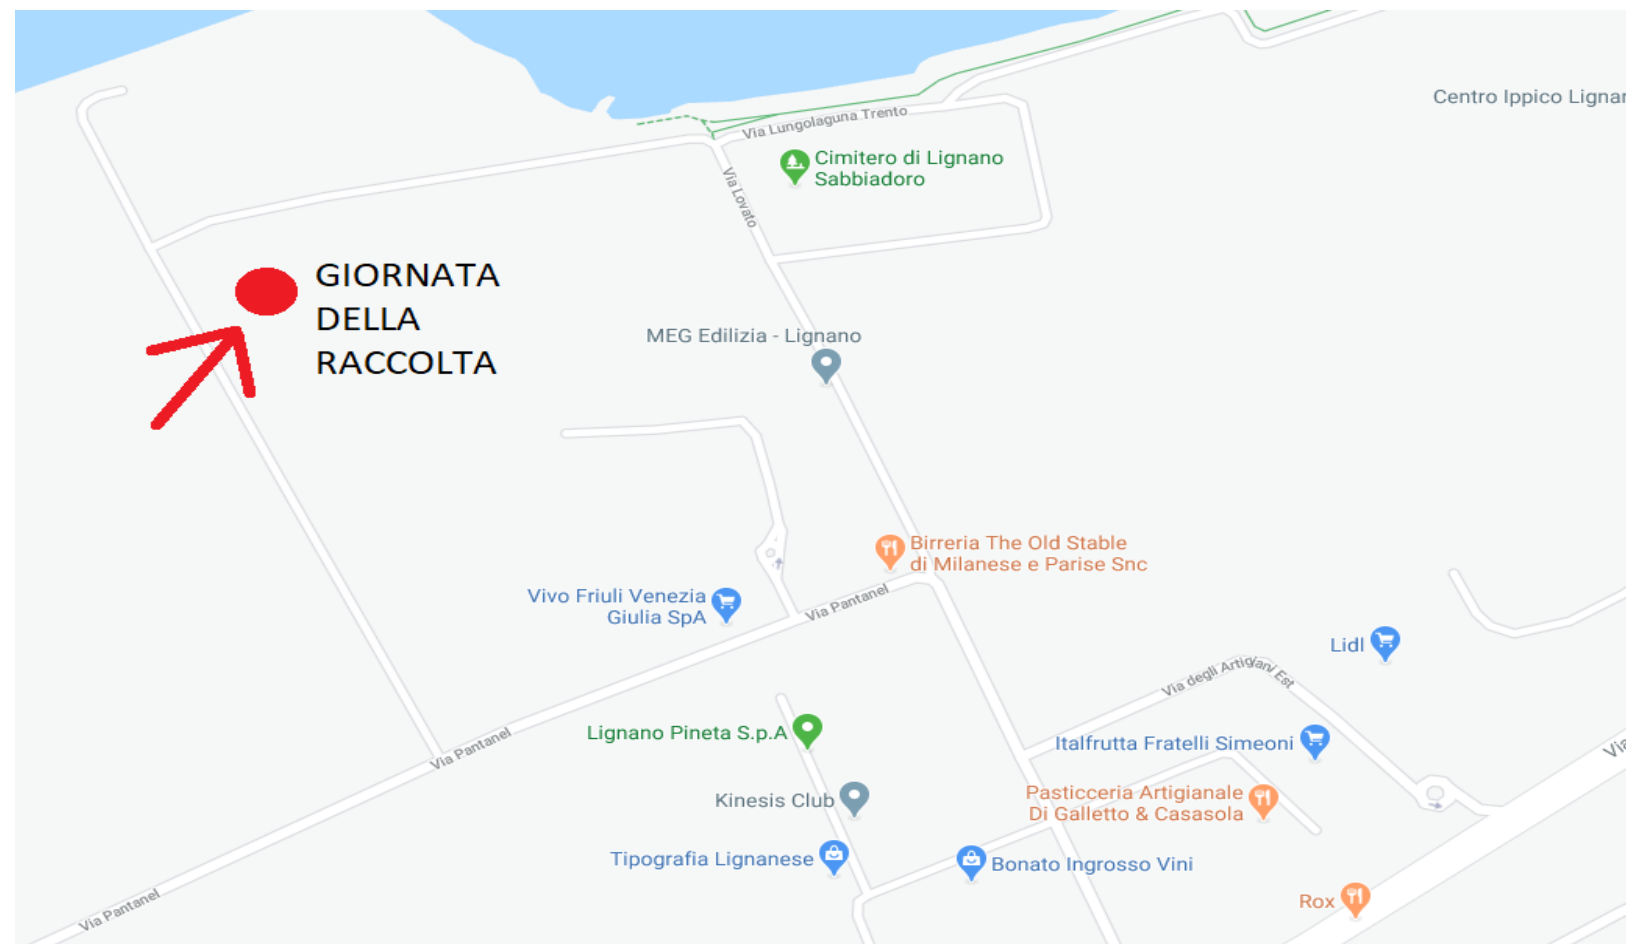 Centro Ippico Lignar
Via Lungolaguna Trento
Cimitero di Lignano
Sabbiadoro
Via Lovato
GIORNATA
DELLA
RACCOLTA
MEG Edilizia - Lignano
Birreria The Old Stable
di Milanese e Parise Snc
Vivo Friuli Venezia
Giulia SpA
Via Pantanel
Lidl
Via degli Artigiani Est
Lignano Pineta S.p.A
Via Pantanel
Italfrutta Fratelli Simeoni
Via
Kinesis Club
Pasticceria Artigianale
Di Galletto & Casasola
Tipografia Lignanese
Bonato Ingrosso Vini
Rox
Via Pantanel